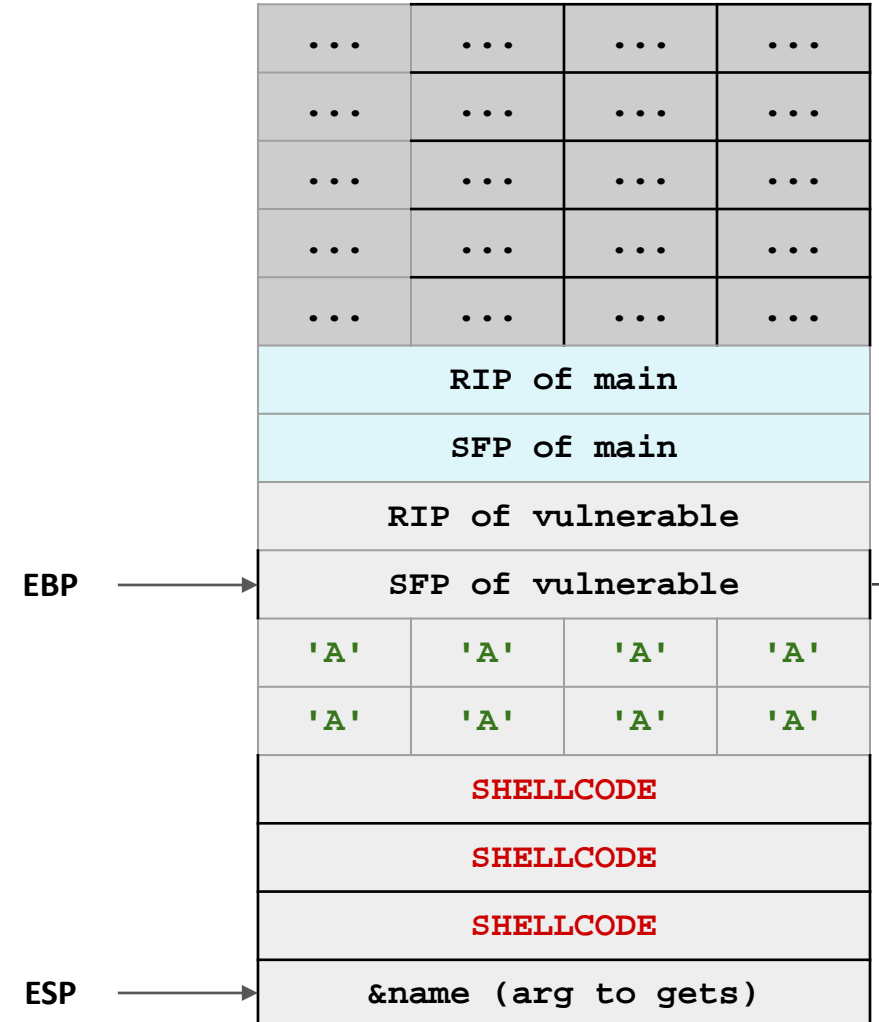 ... ... ... ...
... ... ... ...
... ... ... ...
... ... ... ...
... ... ... ...
RIP of main
SFP of main
RIP of vulnerable
EBP SFP of vulnerable
'A' 'A' 'A' 'A'
'A' 'A' 'A' 'A'
SHELLCODE
SHELLCODE
SHELLCODE
ESP &name (arg to gets)